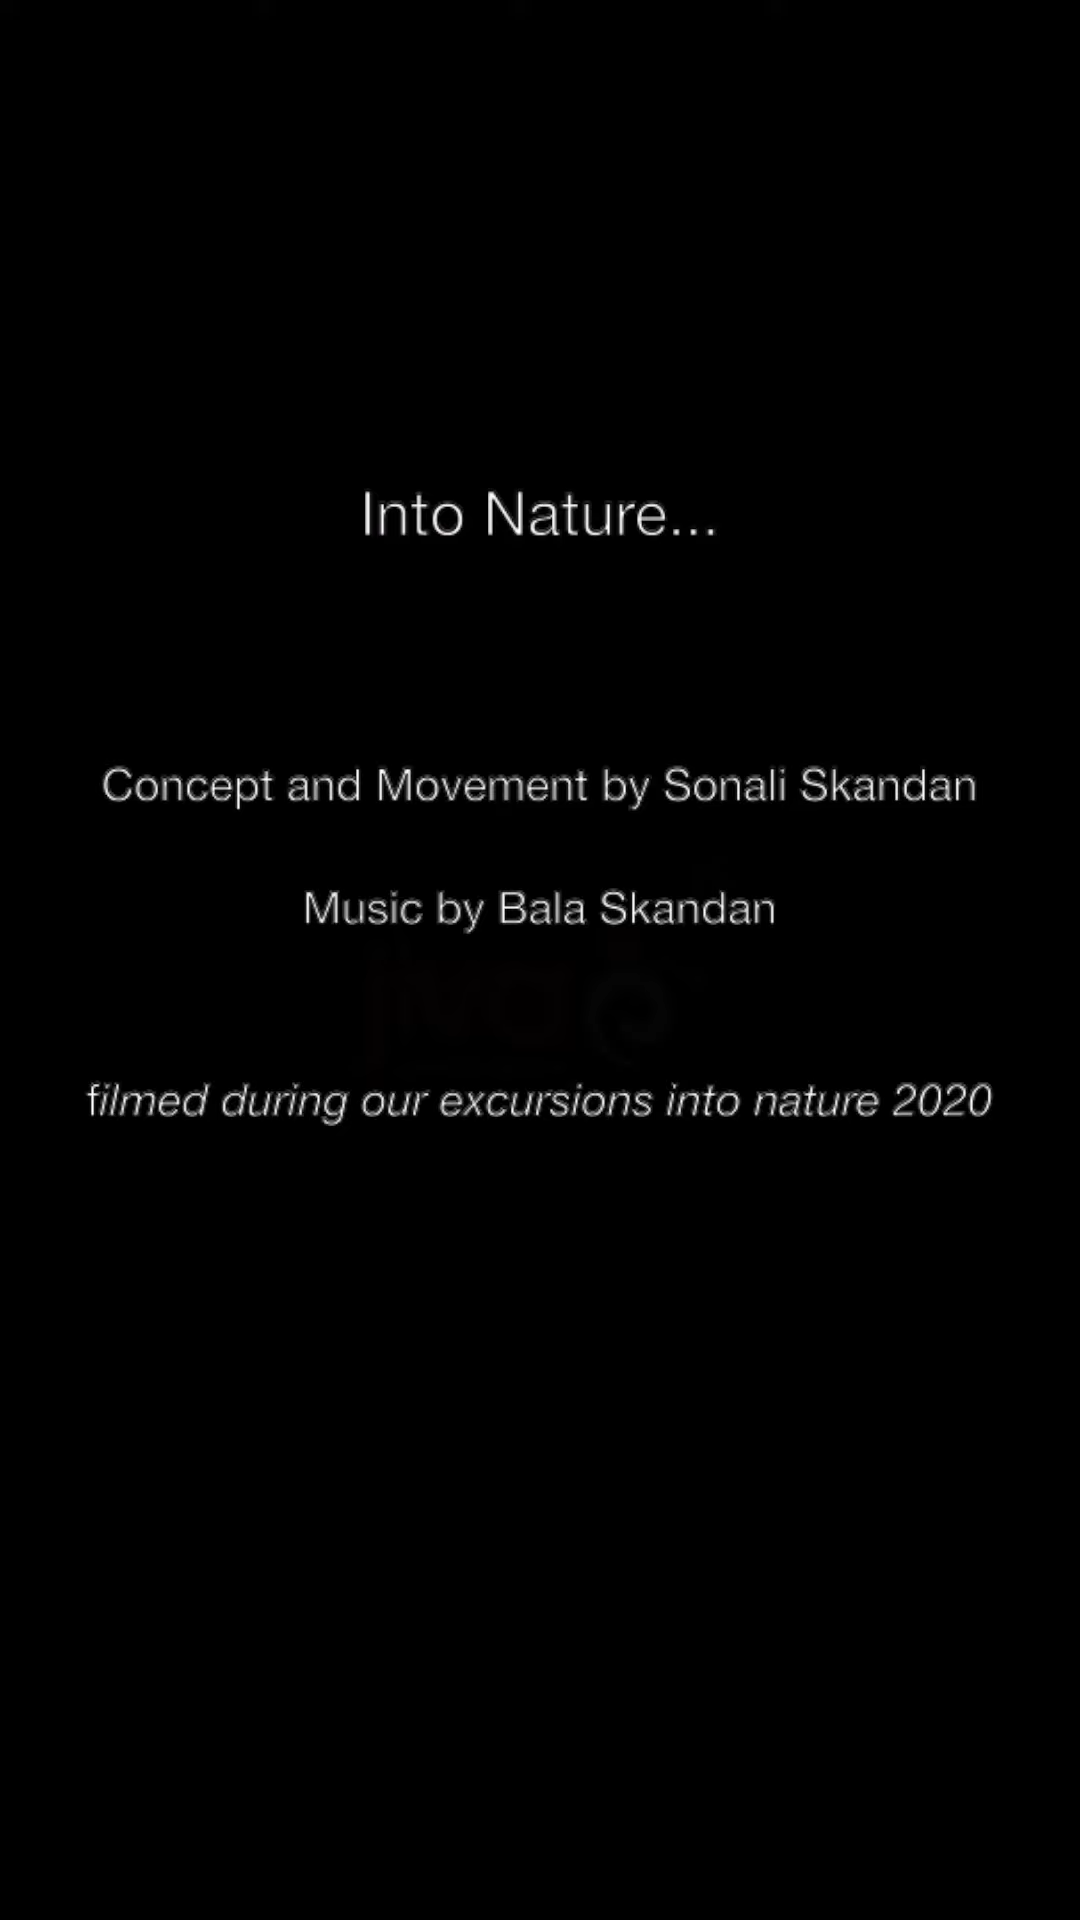 Into Nature...
Concept and Movement by Sonali Skandan
Music by Bala Skandan
jiva
filmed during our excursions into nature 2020